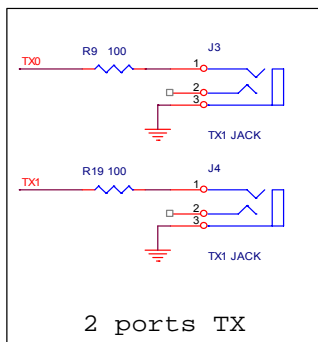 R9 100
J3
TX0
1
2
3
TX1 JACK
R19 100
J4
TX1
1
2
3
TX1 JACK
2 ports TX